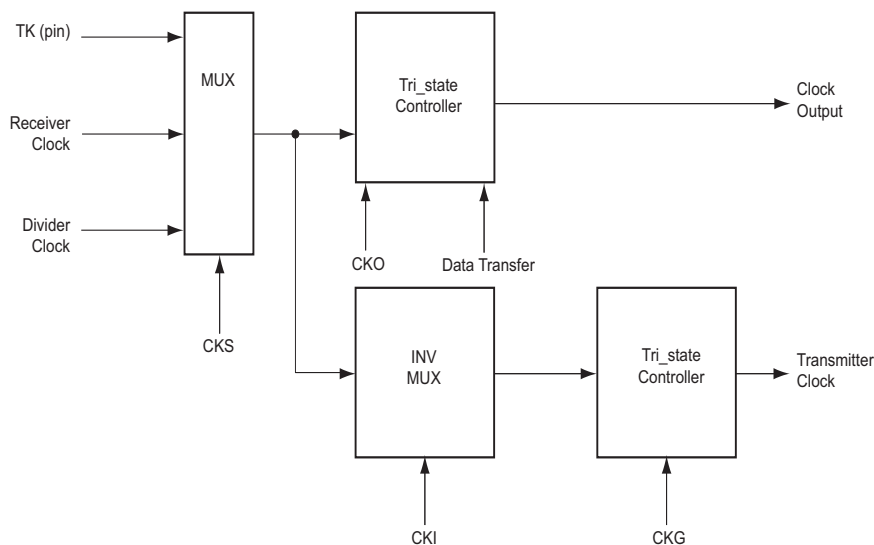 TK (pin)
MUX
Tri_state
Controller
Clock
Output
Receiver
Clock
Divider
Clock
CKO
Data Transfer
CKS
INV
MUX
Tri_state
Controller
Transmitter
Clock
CKI
CKG